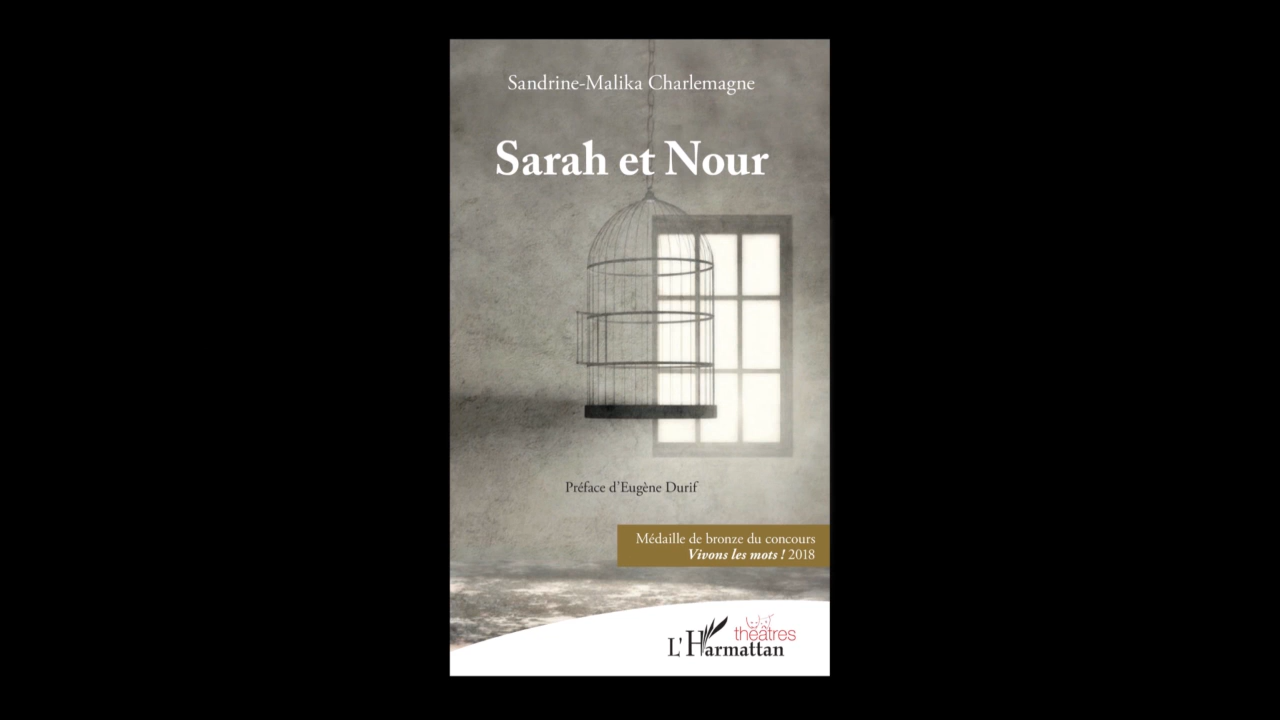 Sandrine-Malika Charlemagne
Sarah et Nour
Préface d'Eugène Durif
Médaille de bronze du concours
Vivons les mots ! 2018
théâtres
L'Harmattan